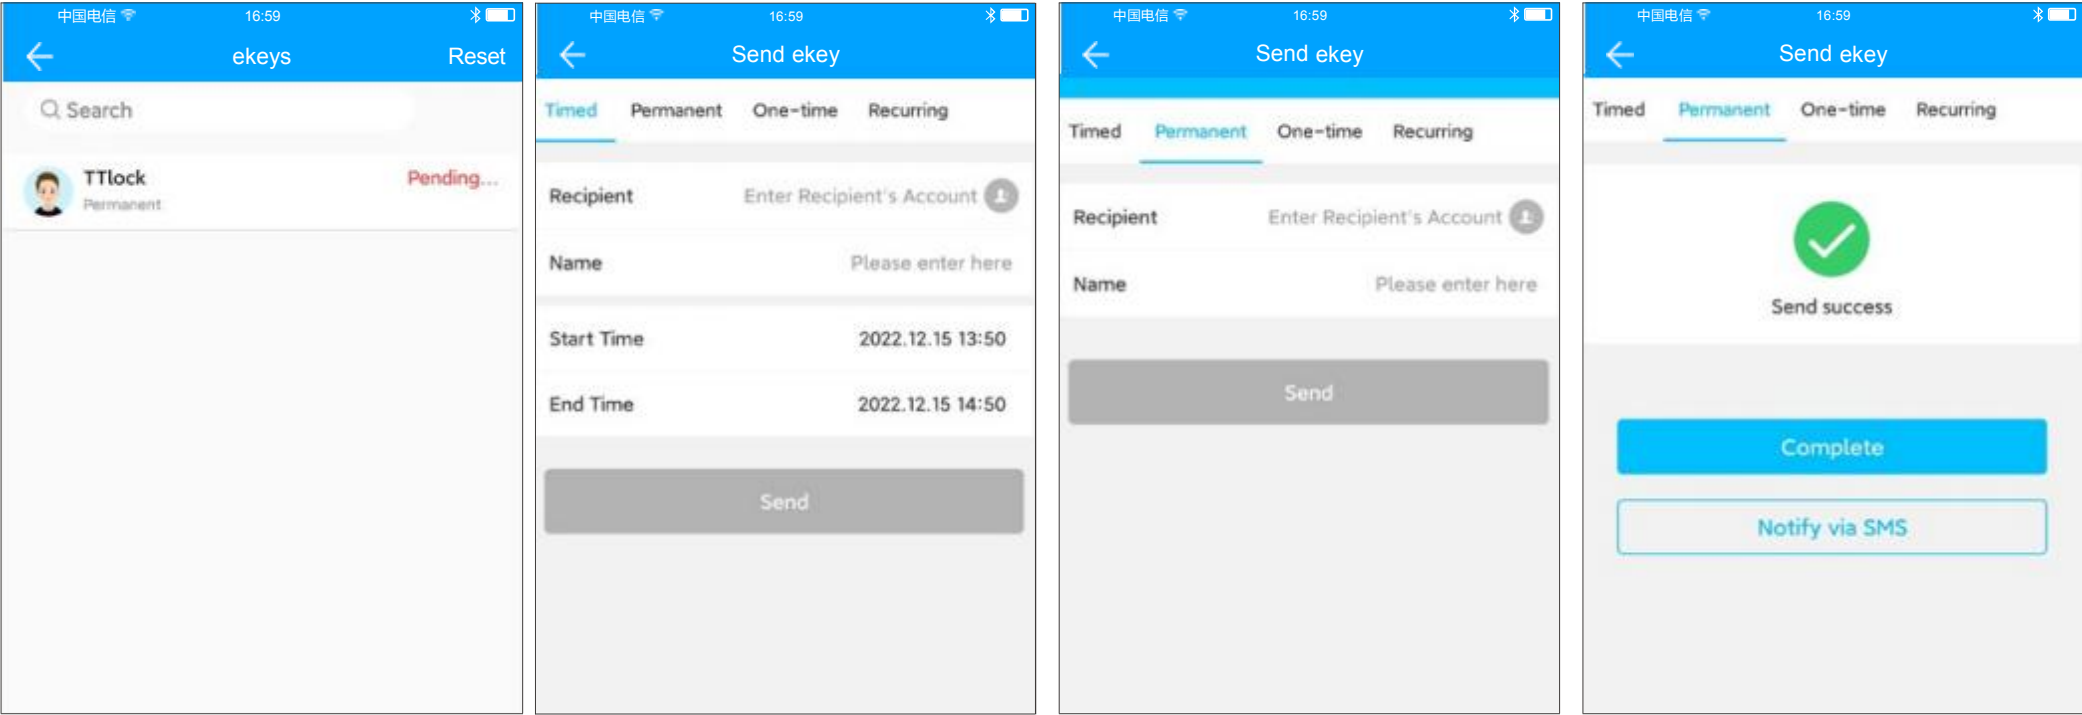 中国电信 16:59
ekeys Reset
Search
TTlock Pending...
Permanent
中国电信 16:59
Send ekey
Timed Permanent One-time Recurring
Recipient Enter Recipient's Account
Name Please enter here
Start Time 2022.12.15 13:50
End Time 2022.12.15 14:50
Send
中国电信 16:59
Send ekey
Timed Permanent One-time Recurring
Recipient Enter Recipient's Account
Name Please enter here
Send
中国电信 16:59
Send ekey
Timed Permanent One-time Recurring
Send success
Complete
Notify via SMS